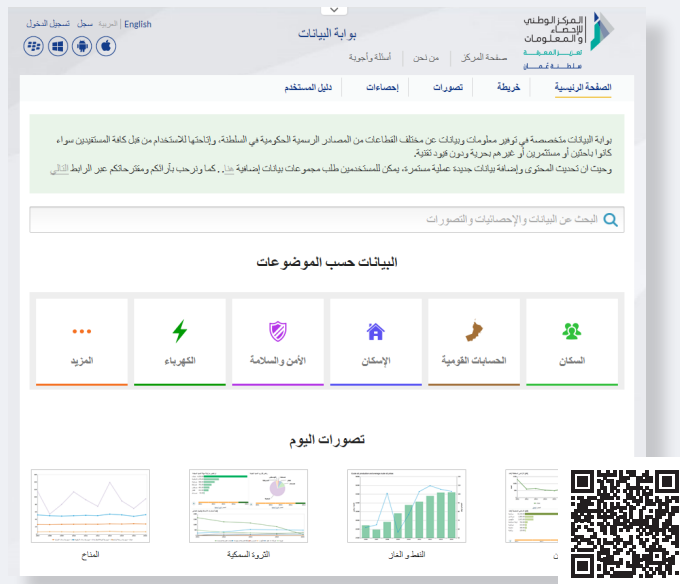 المركز الوطني
للإحصاء
والمعلومات
لمعرفة المعرفة
سلطنة عُمان
بوابة البيانات
English | العربية سجل تسجيل الدخول
صفحة المركز | من نحن | أسئلة وأجوبة
الصفحة الرئيسية | خريطة | تصورات | إحصاءات | دليل المستخدم
بوابة البيانات متخصصة في توفير معلومات وبيانات عن مختلف القطاعات من المصادر الرسمية الحكومية في السلطنة، وإتاحتها للاستخدام من قبل كافة المستفيدين سواء
كانوا باحثين أو مستثمرين أو غيرهم بحرية ودون قيود تقنية.
وحيث ان تحديث المحتوى وإضافة بيانات جديدة عملية مستمرة، يمكن للمستخدمين طلب مجموعات بيانات إضافية هنا.. كما ونرحب بآرائكم ومقترحاتكم عبر الرابط التالي
البحث عن البيانات والإحصائيات والتصورات
البيانات حسب الموضوعات
السكان
الحسابات القومية
الإسكان
الأمن والسلامة
الكهرباء
المزيد
تصورات اليوم
النفط و الغاز
الثروة السمكية
المناخ